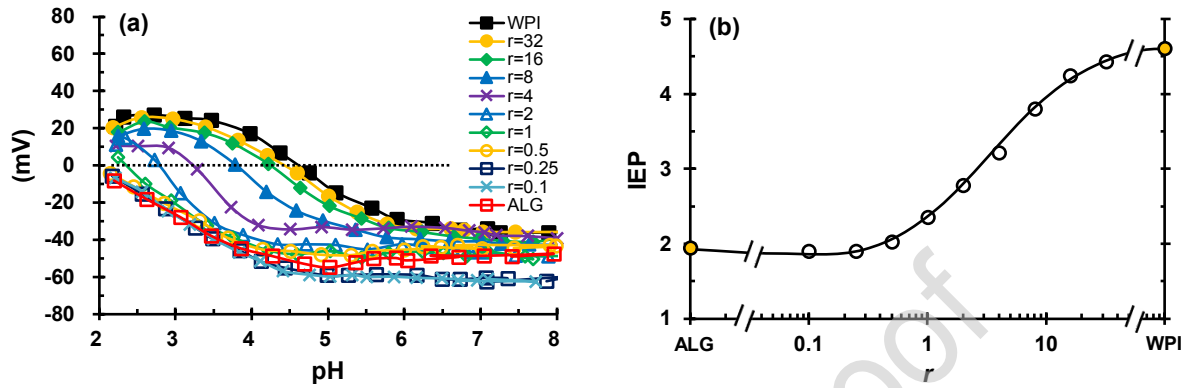 (a)
(mV)
80
60
40
20
0
-20
-40
-60
-80
2 3 4 5 6 7 8
pH
WPI
r=32
r=16
r=8
r=4
r=2
r=1
r=0.5
r=0.25
r=0.1
ALG
(b)
IEP
5
4
3
2
1
ALG 0.1 1 10 WPI
r
oof